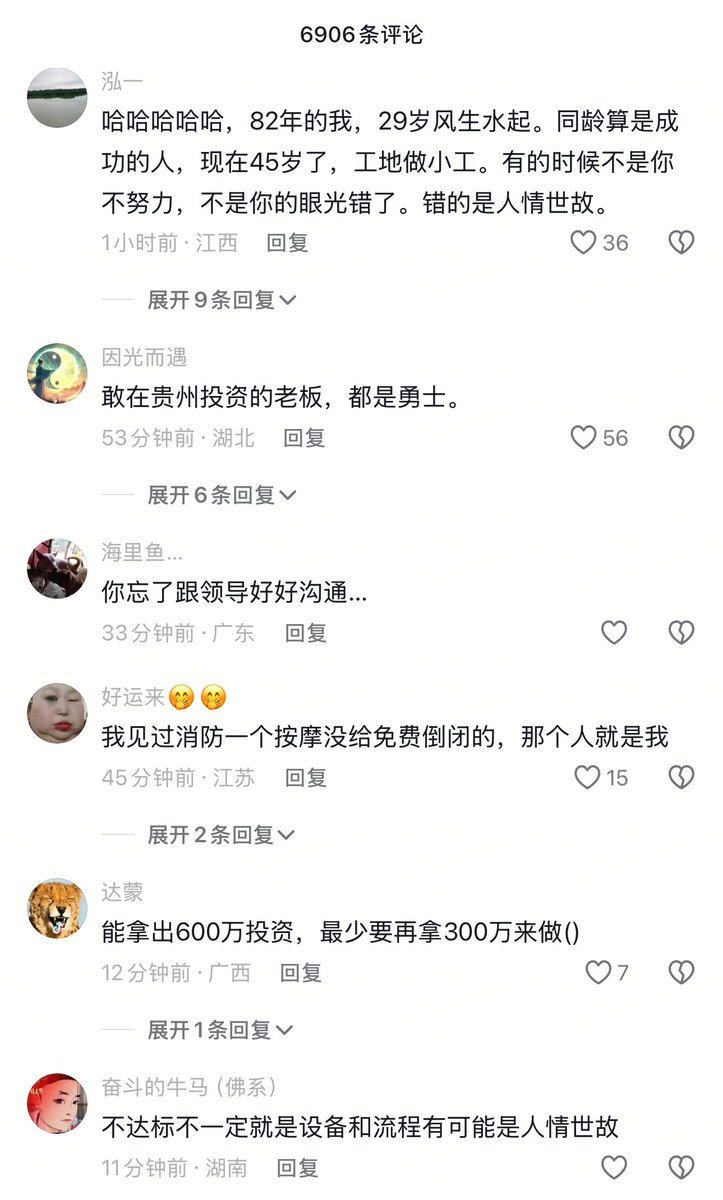 6906条评论
泓一
哈哈哈哈哈，82年的我，29岁风生水起。同龄算是成
功的人，现在45岁了，工地做小工。有的时候不是你
不努力，不是你的眼光错了。错的是人情世故。
1小时前·江西 回复 36
展开9条回复
因光而遇
敢在贵州投资的老板，都是勇士。
53分钟前·湖北 回复 56
展开6条回复
海里鱼...
你忘了跟领导好好沟通...
33分钟前·广东 回复
好运来🤭🤭
我见过消防一个按摩没给免费倒闭的，那个人就是我
45分钟前·江苏 回复 15
展开2条回复
达蒙
能拿出600万投资，最少要再拿300万来做()
12分钟前·广西 回复 7
展开1条回复
奋斗的牛马（佛系）
不达标不一定就是设备和流程有可能是人情世故
11分钟前·湖南 回复